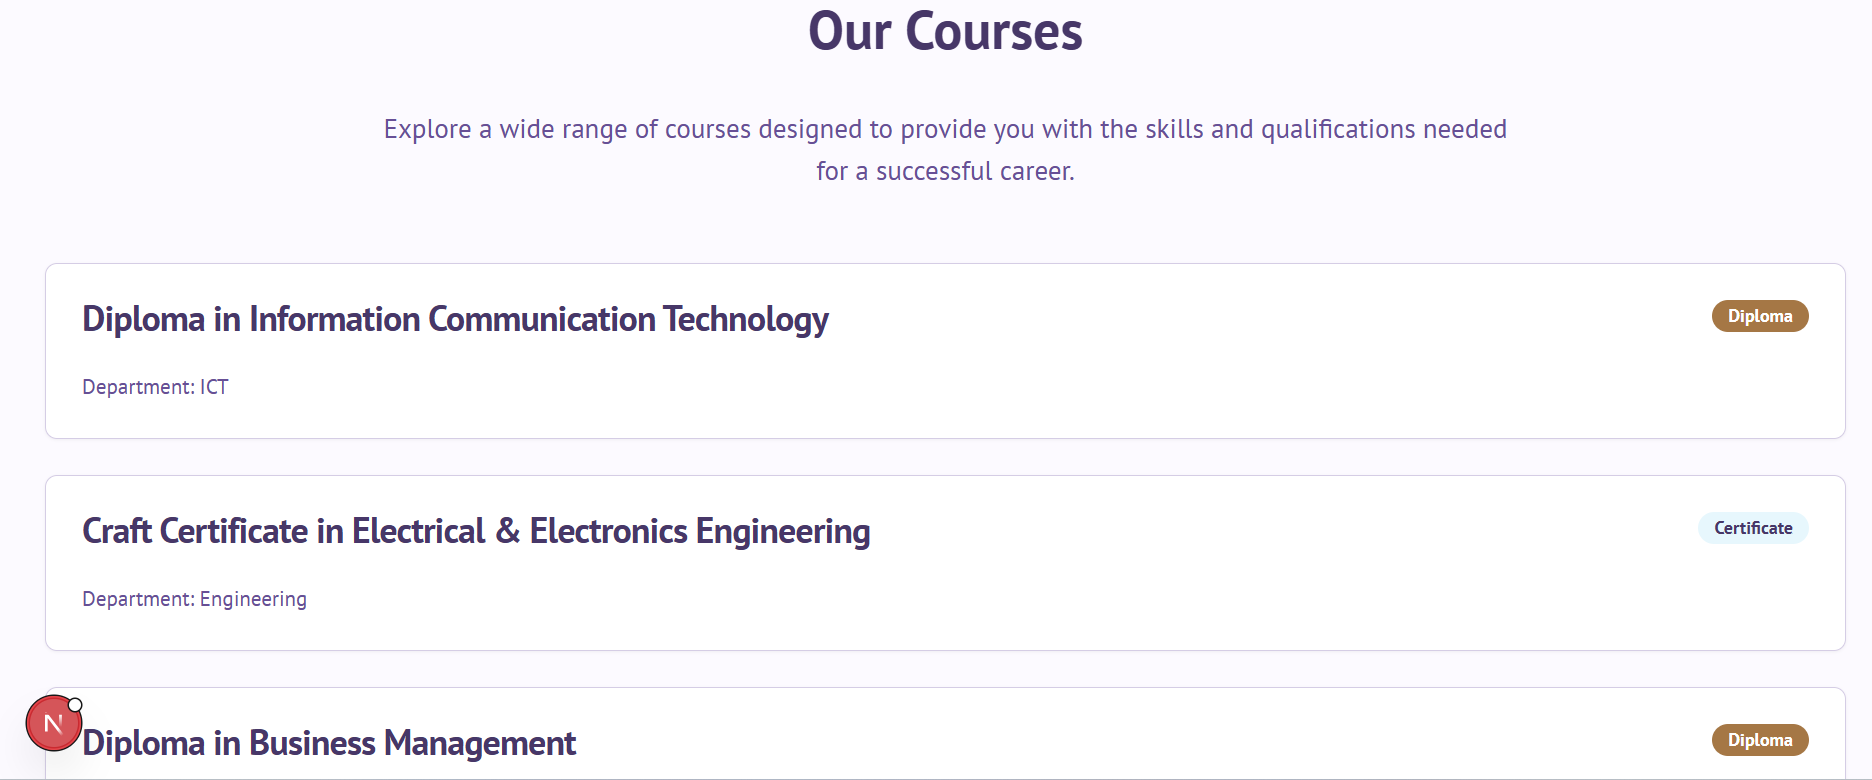 Our Courses
Explore a wide range of courses designed to provide you with the skills and qualifications needed
for a successful career.
Diploma in Information Communication Technology
Diploma
Department: ICT
Craft Certificate in Electrical & Electronics Engineering
Certificate
Department: Engineering
N
Diploma in Business Management
Diploma